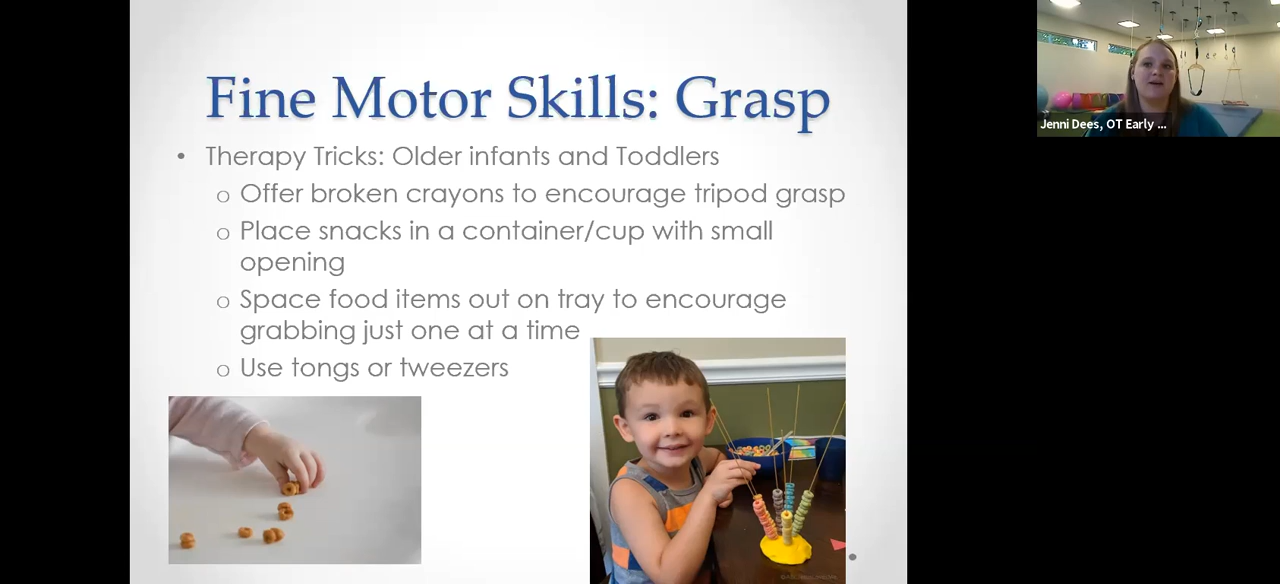 Fine Motor Skills: Grasp
Jenni Dees, OT Early ...
• Therapy Tricks: Older infants and Toddlers
o Offer broken crayons to encourage tripod grasp
o Place snacks in a container/cup with small
opening
o Space food items out on tray to encourage
grabbing just one at a time
o Use tongs or tweezers